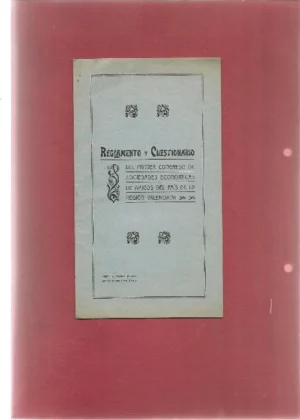 REGLAMENTO Y CUESTIONARIO
DEL PRIMER CONGRESO DE
SOCIEDADES ECONÓMICAS
DE AMIGOS DEL PAÍS DE LA
REGIÓN VALENCIANA